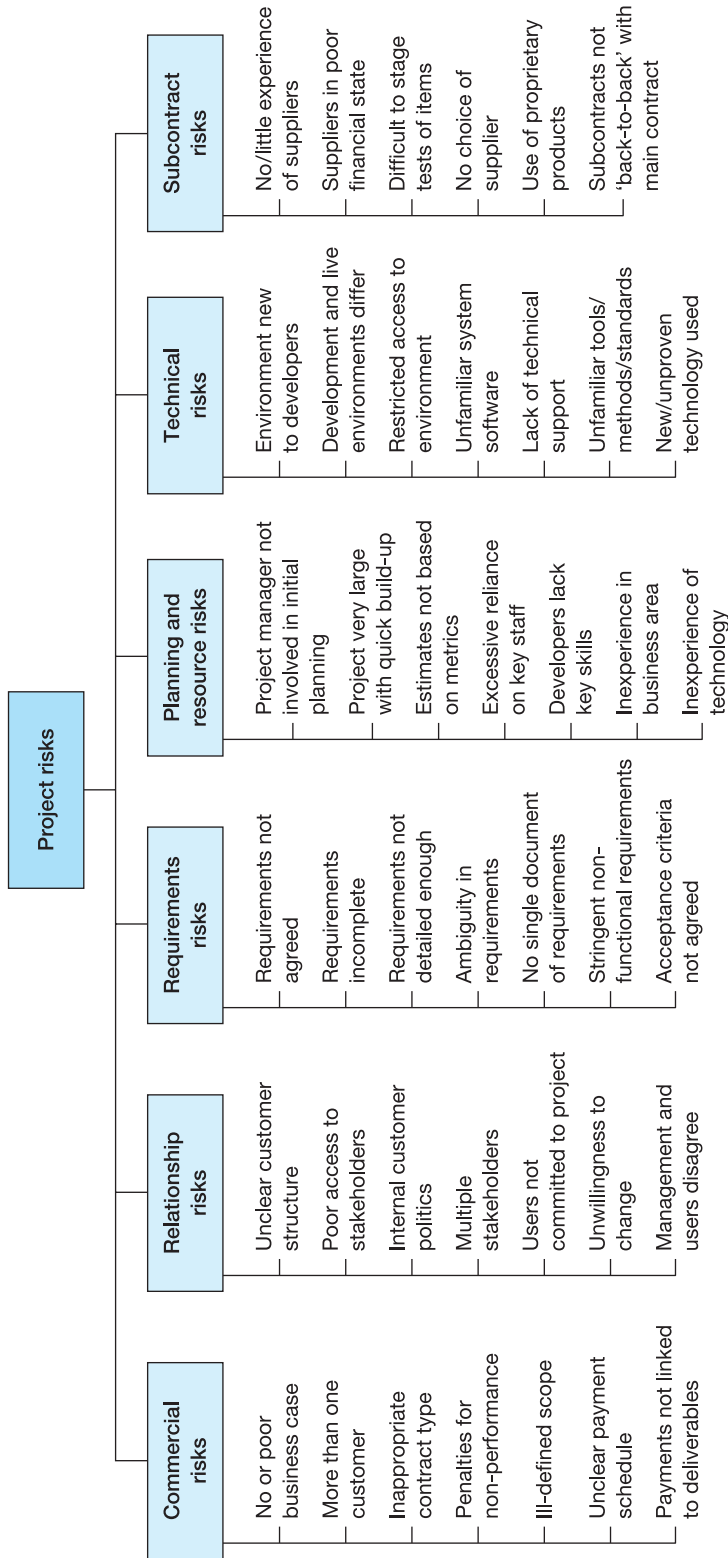 Project risks
Commercial
risks
No or poor
business case
More than one
customer
Inappropriate
contract type
Penalties for
non-performance
Ill-defined scope
Unclear payment
schedule
Payments not linked
to deliverables
Relationship
risks
Unclear customer
structure
Poor access to
stakeholders
Internal customer
politics
Multiple
stakeholders
Users not
committed to project
Unwillingness to
change
Management and
users disagree
Requirements
risks
Requirements not
agreed
Requirements
incomplete
Requirements not
detailed enough
Ambiguity in
requirements
No single document
of requirements
Stringent non-
functional requirements
Acceptance criteria
not agreed
Planning and
resource risks
Project manager not
involved in initial
planning
Project very large
with quick build-up
Estimates not based
on metrics
Excessive reliance
on key staff
Developers lack
key skills
Inexperience in
business area
Inexperience of
technology
Technical
risks
Environment new
to developers
Development and live
environments differ
Restricted access to
environment
Unfamiliar system
software
Lack of technical
support
Unfamiliar tools/
methods/standards
New/unproven
technology used
Subcontract
risks
No/little experience
of suppliers
Suppliers in poor
financial state
Difficult to stage
tests of items
No choice of
supplier
Use of proprietary
products
Subcontracts not
‘back-to-back’ with
main contract